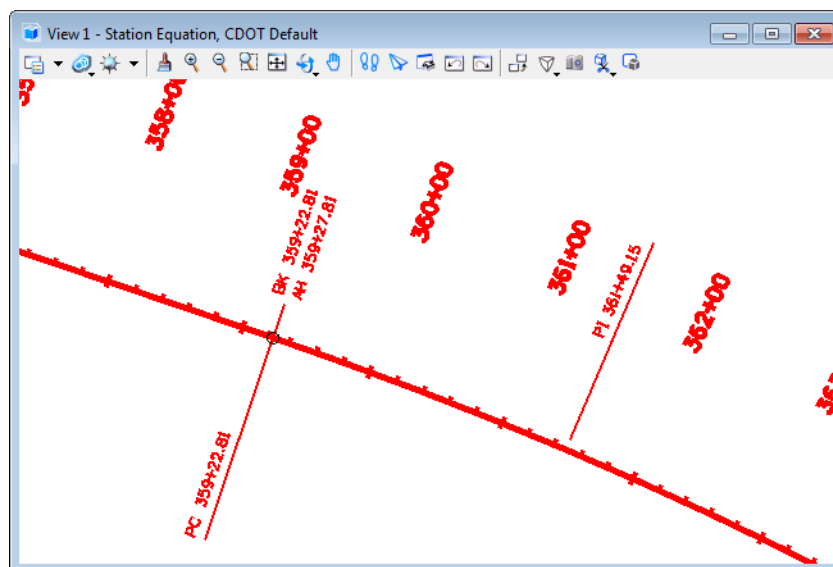 View 1 - Station Equation, CDOT Default
358+00
359+00
BK 359+22.81
AH 359+27.81
360+00
361+00
PI 361+49.15
362+00
PC 359+22.81